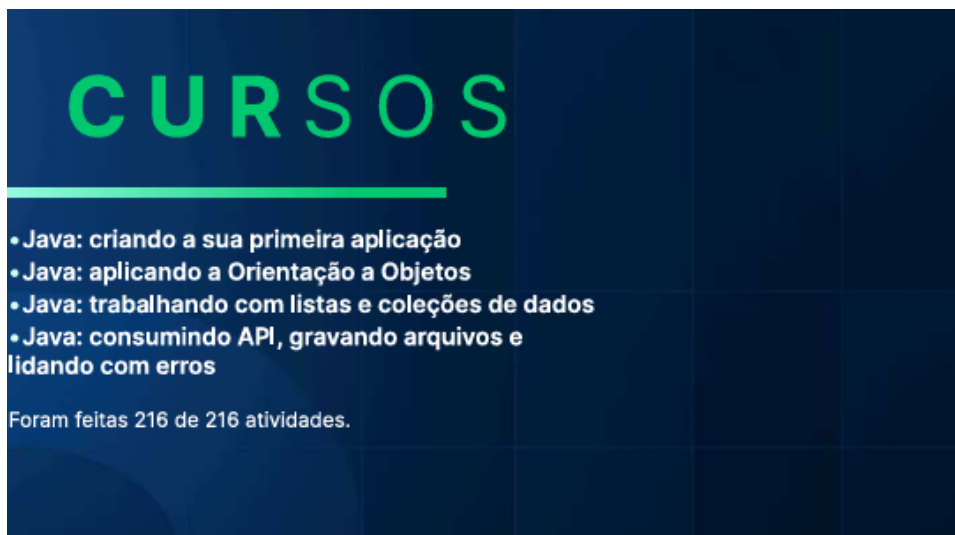 CURSOS
•Java: criando a sua primeira aplicação
•Java: aplicando a Orientação a Objetos
•Java: trabalhando com listas e coleções de dados
•Java: consumindo API, gravando arquivos e
lidando com erros
Foram feitas 216 de 216 atividades.